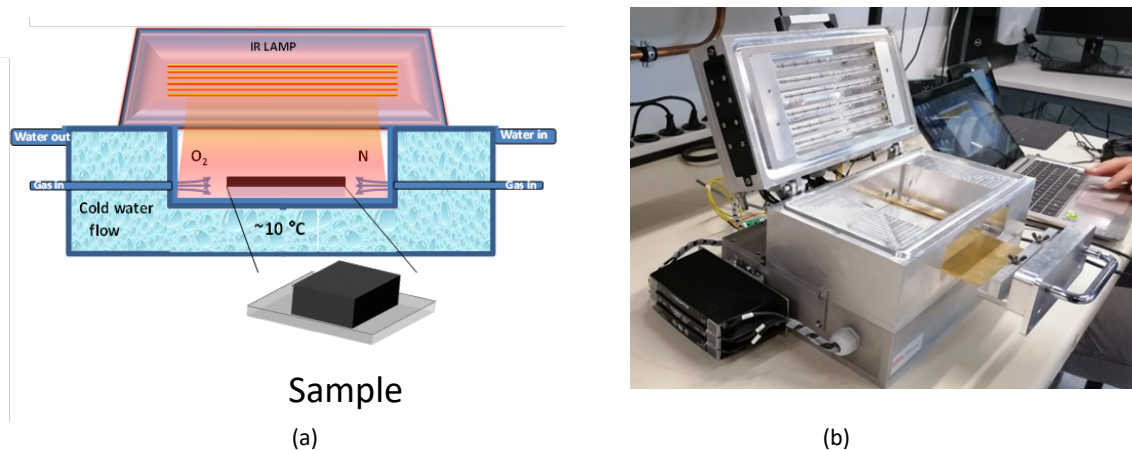 IR LAMP
Water out
Water in
O2
N
Gas in
Gas in
Cold water
flow
~10 °C
Sample
(a)
(b)